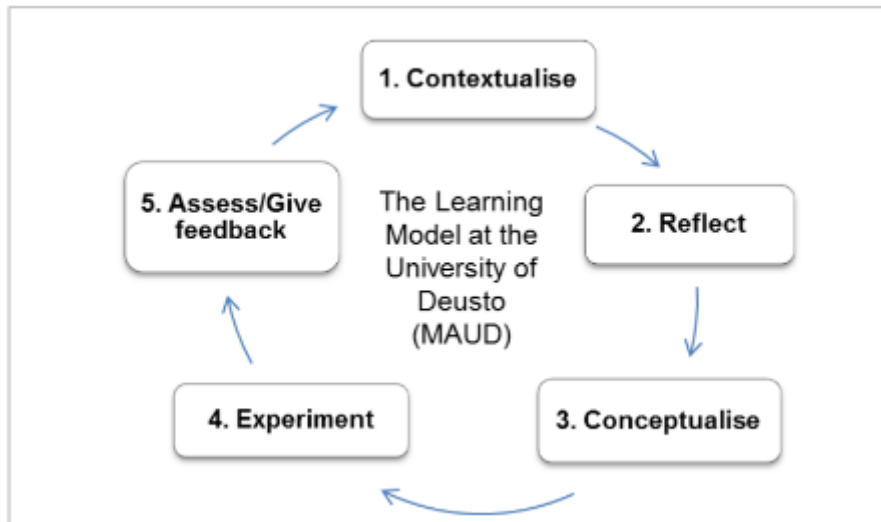 1. Contextualise
2. Reflect
3. Conceptualise
4. Experiment
5. Assess/Give
feedback
The Learning
Model at the
University of
Deusto
(MAUD)